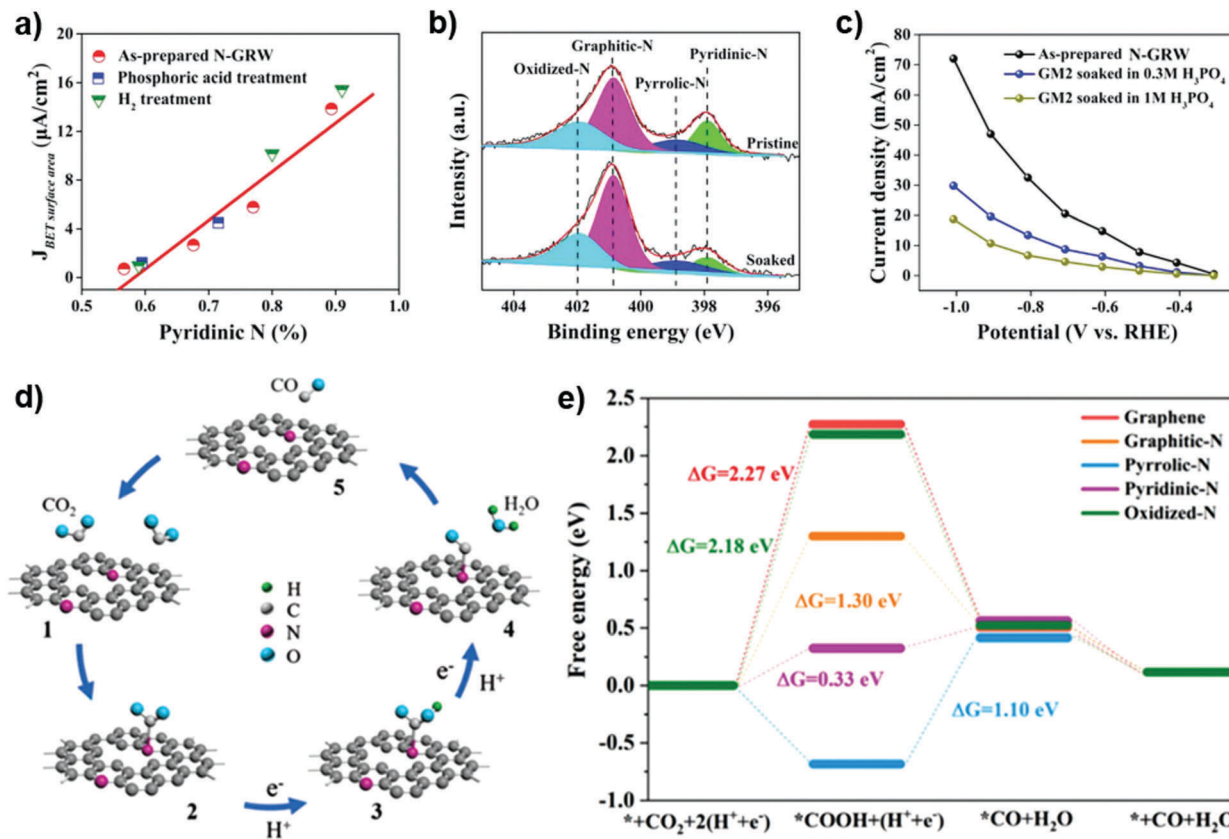 a)
J_BET surface area (μA/cm²)
20
16
12
8
4
0
As-prepared N-GRW
Phosphoric acid treatment
H₂ treatment
0.5 0.6 0.7 0.8 0.9 1.0
Pyridinic N (%)
b)
Intensity (a.u.)
Graphitic-N
Pyridinic-N
Oxidized-N
Pyrrolic-N
Pristine
Soaked
404 402 400 398 396
Binding energy (eV)
c)
Current density (mA/cm²)
80
70
60
50
40
30
20
10
0
As-prepared N-GRW
GM2 soaked in 0.3M H₃PO₄
GM2 soaked in 1M H₃PO₄
-1.0 -0.8 -0.6 -0.4
Potential (V vs. RHE)
d)
CO
5
CO₂
H₂O
1
H
C
N
O
4
e⁻
H⁺
2
e⁻
H⁺
3
e)
Free energy (eV)
2.5
2.0
1.5
1.0
0.5
0.0
-0.5
-1.0
Graphene
Graphitic-N
Pyrrolic-N
Pyridinic-N
Oxidized-N
ΔG=2.27 eV
ΔG=2.18 eV
ΔG=1.30 eV
ΔG=0.33 eV
ΔG=1.10 eV
*+CO₂+2(H⁺+e⁻) *COOH+(H⁺+e⁻) *CO+H₂O *+CO+H₂O